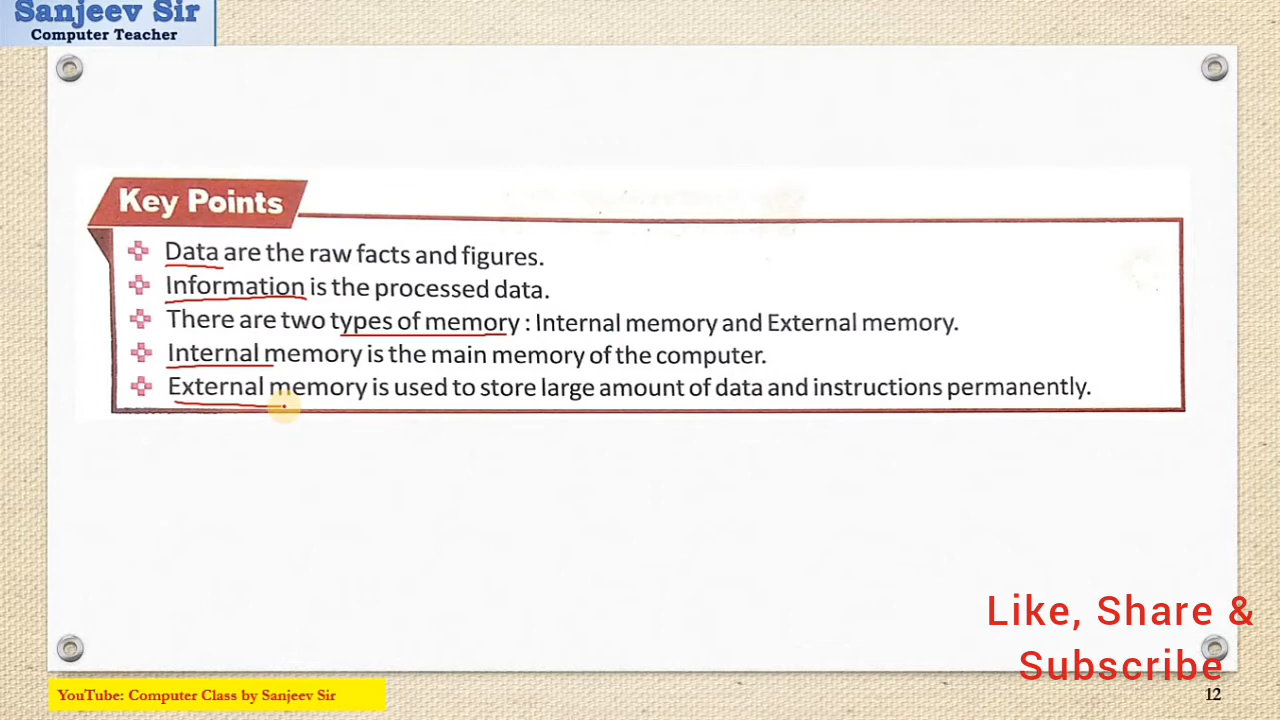 Sanjeev Sir
Computer Teacher
Key Points
Data are the raw facts and figures.
Information is the processed data.
There are two types of memory : Internal memory and External memory.
Internal memory is the main memory of the computer.
External memory is used to store large amount of data and instructions permanently.
Like, Share &
Subscribe
YouTube: Computer Class by Sanjeev Sir
12